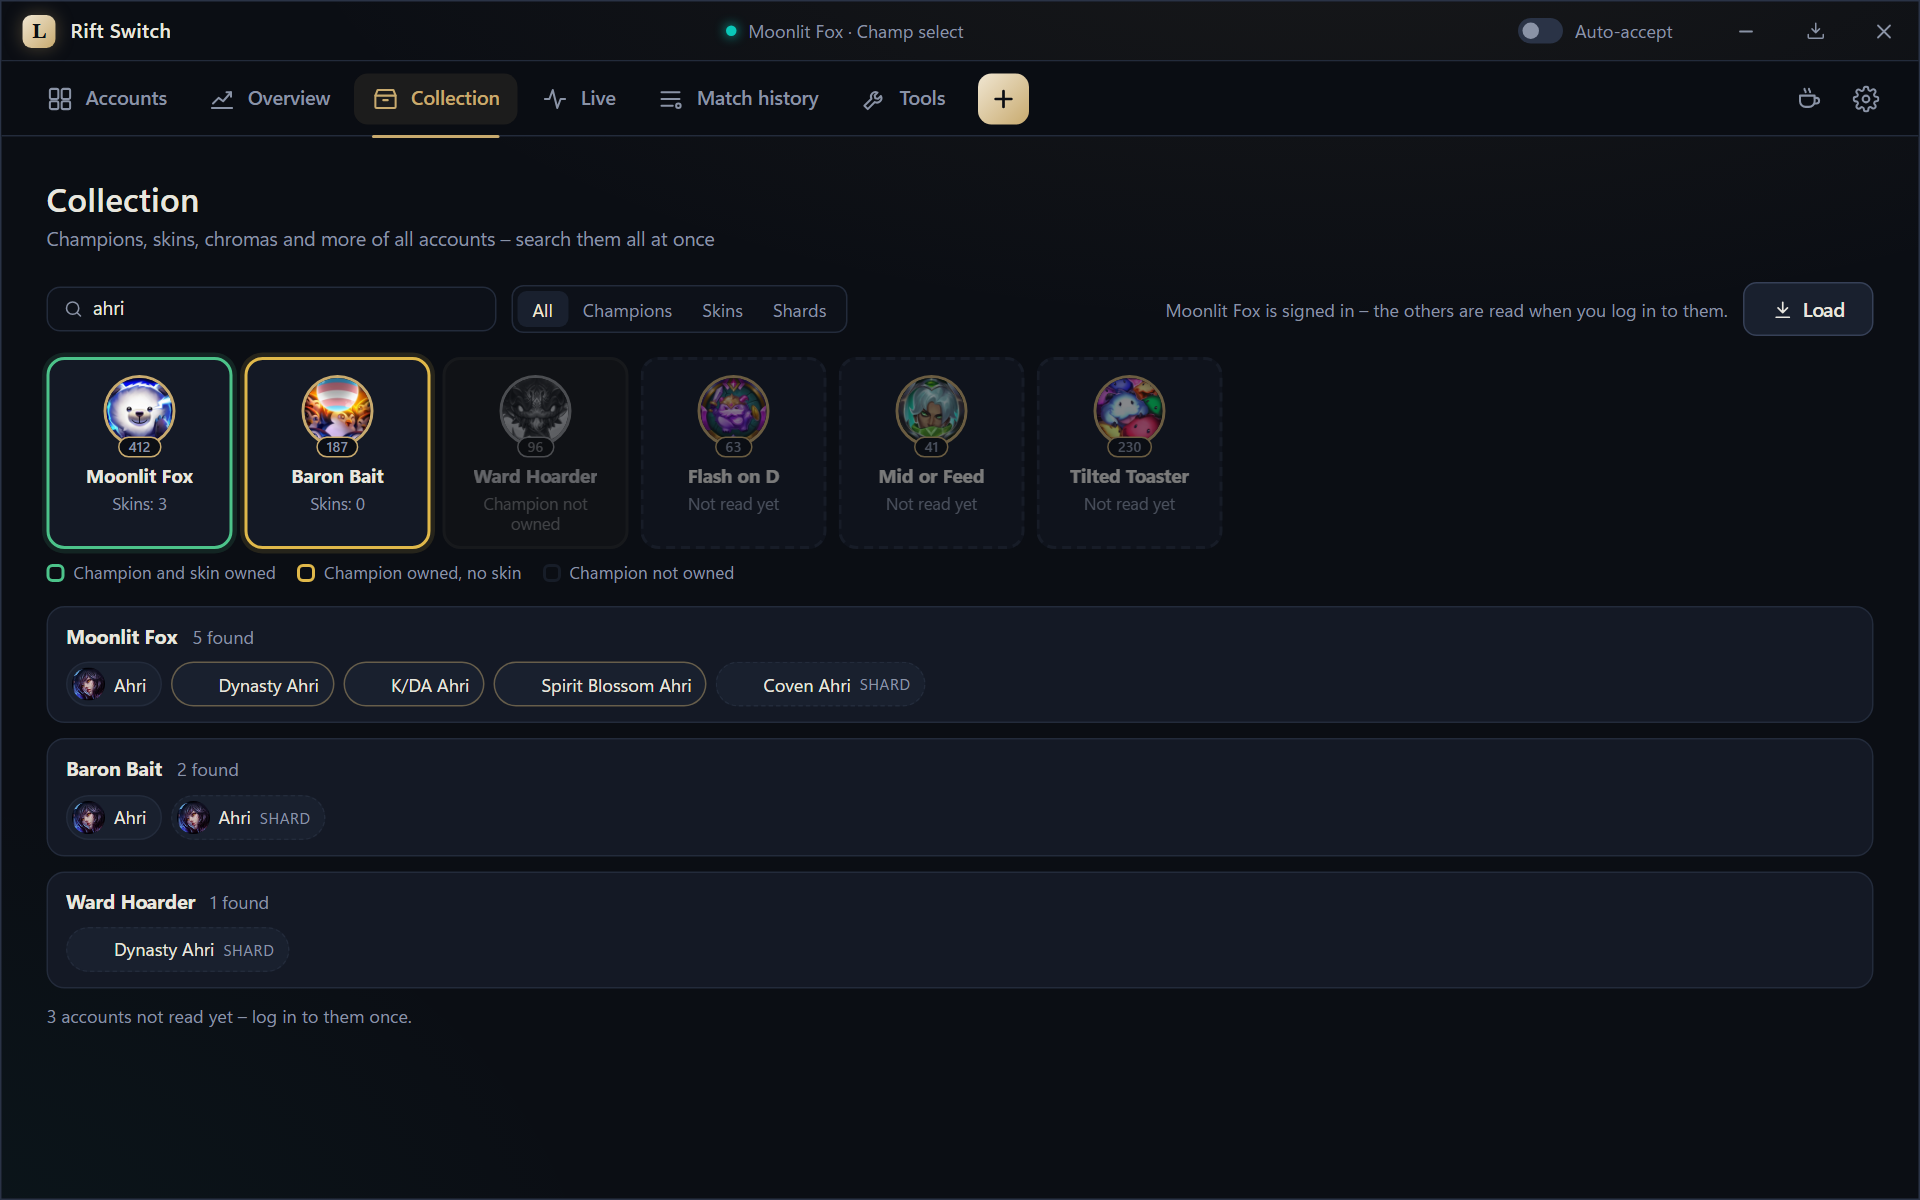 L Rift Switch
Moonlit Fox · Champ select
Auto-accept
Accounts Overview Collection Live Match history Tools +
Collection
Champions, skins, chromas and more of all accounts – search them all at once
ahri
All Champions Skins Shards
Moonlit Fox is signed in – the others are read when you log in to them.
Load
412
Moonlit Fox
Skins: 3
187
Baron Bait
Skins: 0
96
Ward Hoarder
Champion not
owned
63
Flash on D
Not read yet
41
Mid or Feed
Not read yet
230
Tilted Toaster
Not read yet
Champion and skin owned Champion owned, no skin Champion not owned
Moonlit Fox 5 found
Ahri Dynasty Ahri K/DA Ahri Spirit Blossom Ahri Coven Ahri SHARD
Baron Bait 2 found
Ahri Ahri SHARD
Ward Hoarder 1 found
Dynasty Ahri SHARD
3 accounts not read yet – log in to them once.